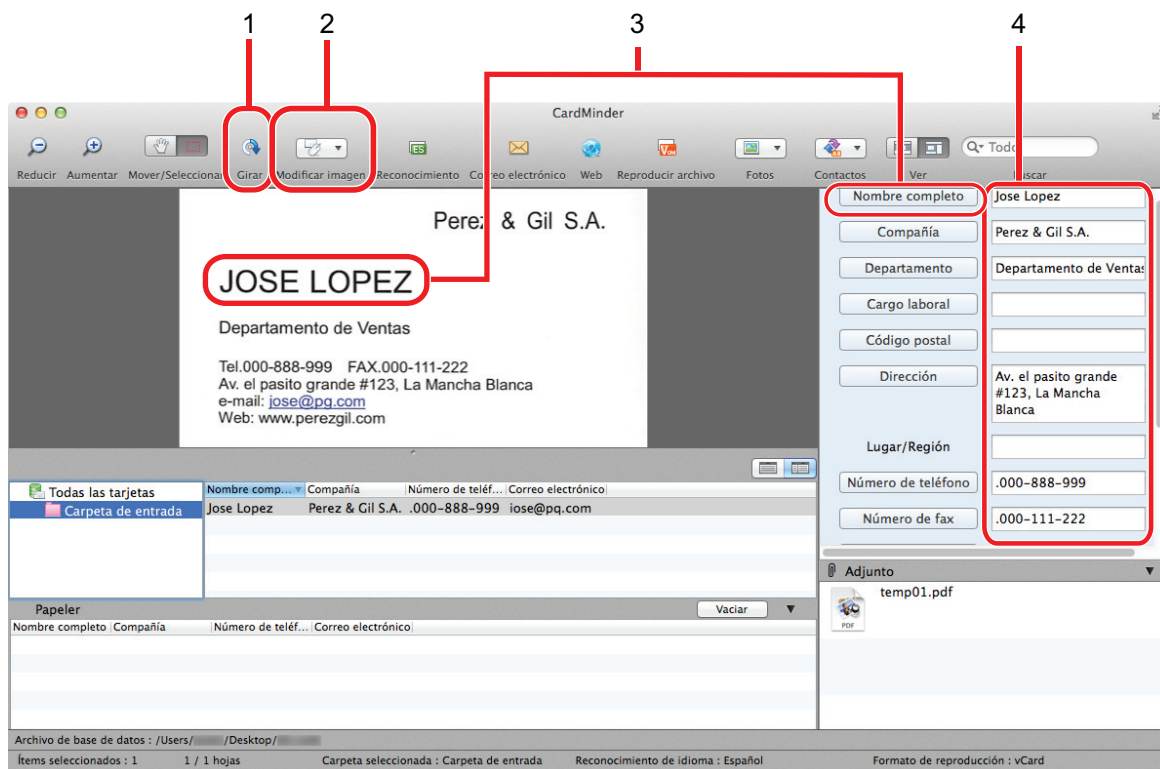 1 2 3 4
CardMinder
Todo
Reducir Aumentar Mover/Seleccionar Girar Modificar imagen Reconocimiento Correo electrónico Web Reproducir archivo Fotos Contactos Ver Buscar
Perez & Gil S.A.
JOSE LOPEZ
Departamento de Ventas
Tel.000-888-999 FAX.000-111-222
Av. el pasito grande #123, La Mancha Blanca
e-mail: jose@pg.com
Web: www.perezgil.com
Nombre completo Jose Lopez
Compañía Perez & Gil S.A.
Departamento Departamento de Ventas
Cargo laboral
Código postal
Dirección Av. el pasito grande
#123, La Mancha
Blanca
Lugar/Región
Número de teléfono .000-888-999
Número de fax .000-111-222
Todas las tarjetas
Carpeta de entrada
Nombre comp... Compañía Número de teléf... Correo electrónico
Jose Lopez Perez & Gil S.A. .000-888-999 iose@pq.com
Adjunto
temp01.pdf
PDF
Papeler Vaciar
Nombre completo Compañía Número de teléf... Correo electrónico
Archivo de base de datos : /Users/ /Desktop/
Ítems seleccionados : 1 1 / 1 hojas Carpeta seleccionada : Carpeta de entrada Reconocimiento de idioma : Español Formato de reproducción : vCard